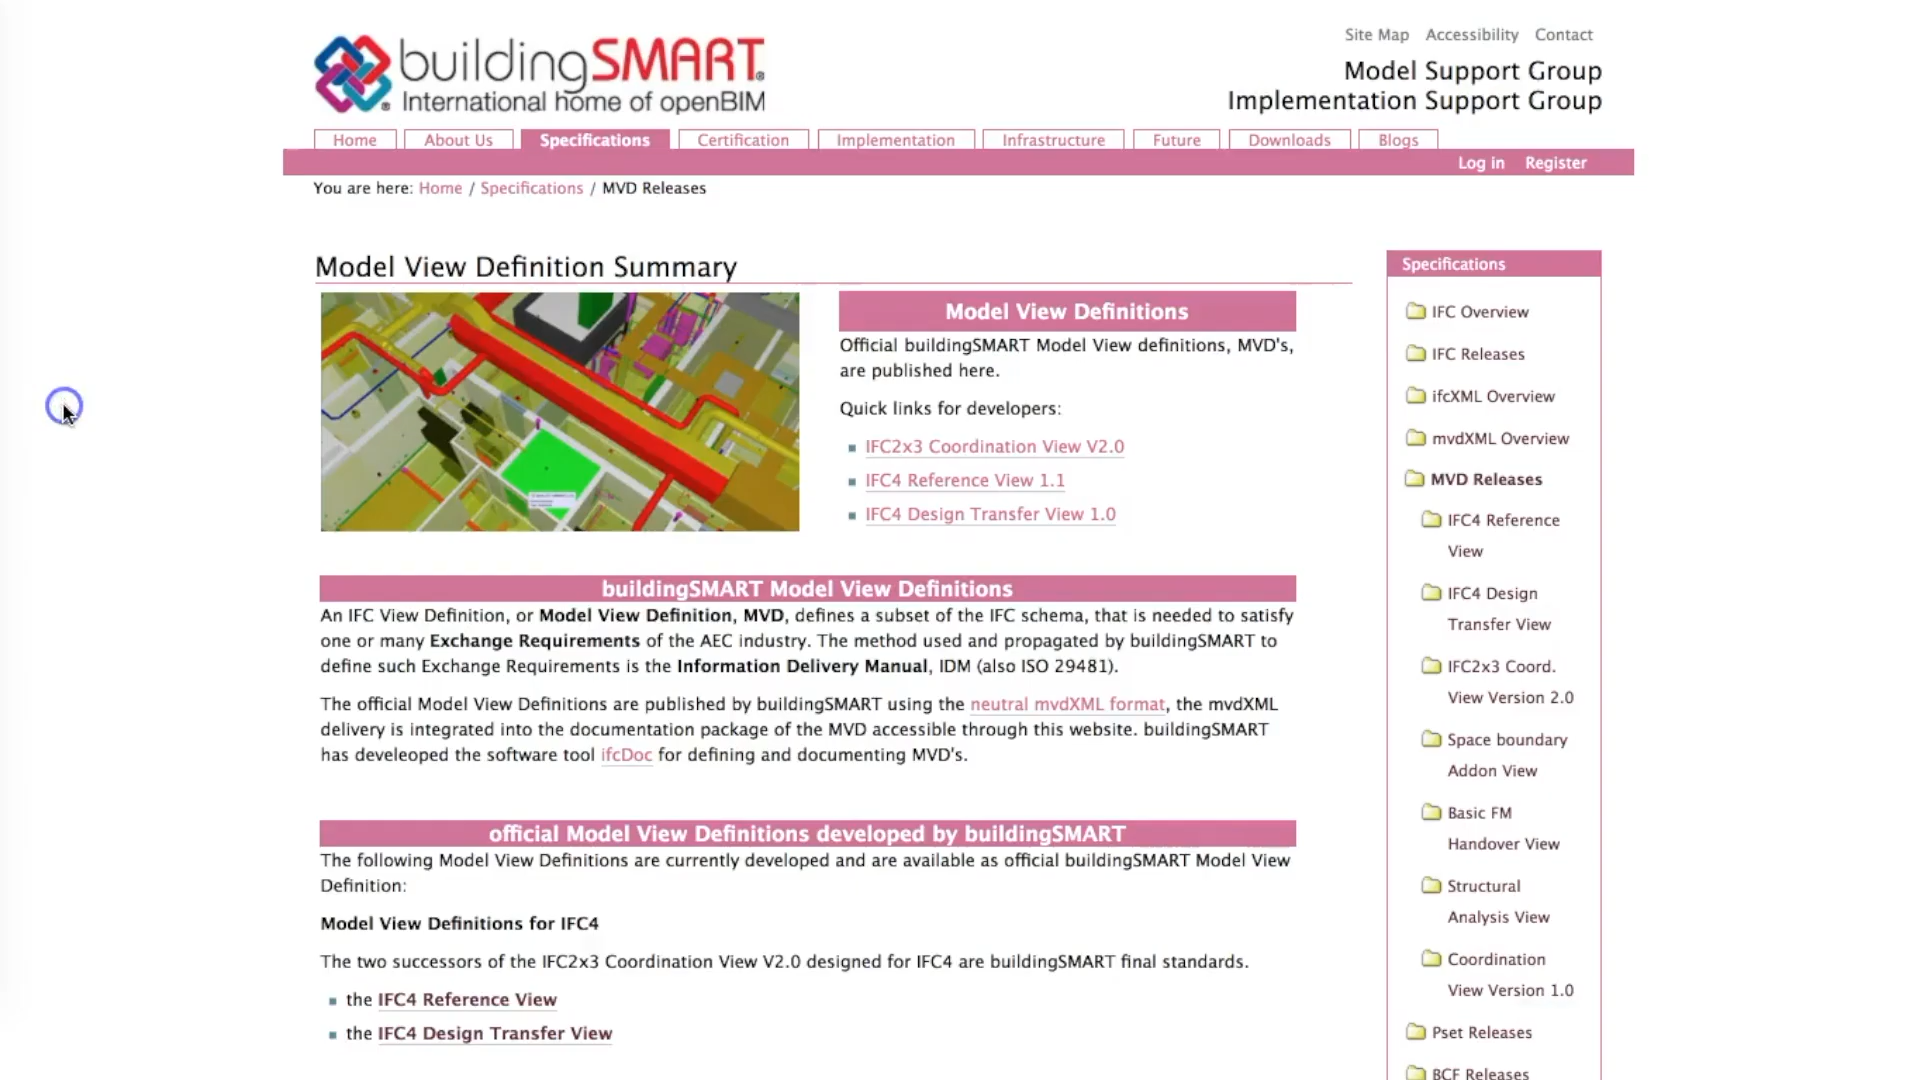 buildingSMART®
International home of openBIM
Site Map Accessibility Contact
Model Support Group
Implementation Support Group
Home About Us Specifications Certification Implementation Infrastructure Future Downloads Blogs
Log in Register
You are here: Home / Specifications / MVD Releases
Model View Definition Summary
Model View Definitions
Official buildingSMART Model View definitions, MVD's,
are published here.
Quick links for developers:
IFC2x3 Coordination View V2.0
IFC4 Reference View 1.1
IFC4 Design Transfer View 1.0
buildingSMART Model View Definitions
An IFC View Definition, or Model View Definition, MVD, defines a subset of the IFC schema, that is needed to satisfy
one or many Exchange Requirements of the AEC industry. The method used and propagated by buildingSMART to
define such Exchange Requirements is the Information Delivery Manual, IDM (also ISO 29481).
The official Model View Definitions are published by buildingSMART using the neutral mvdXML format, the mvdXML
delivery is integrated into the documentation package of the MVD accessible through this website. buildingSMART
has develeoped the software tool ifcDoc for defining and documenting MVD's.
official Model View Definitions developed by buildingSMART
The following Model View Definitions are currently developed and are available as official buildingSMART Model View
Definition:
Model View Definitions for IFC4
The two successors of the IFC2x3 Coordination View V2.0 designed for IFC4 are buildingSMART final standards.
the IFC4 Reference View
the IFC4 Design Transfer View
Specifications
IFC Overview
IFC Releases
ifcXML Overview
mvdXML Overview
MVD Releases
IFC4 Reference
View
IFC4 Design
Transfer View
IFC2x3 Coord.
View Version 2.0
Space boundary
Addon View
Basic FM
Handover View
Structural
Analysis View
Coordination
View Version 1.0
Pset Releases
BCF Releases